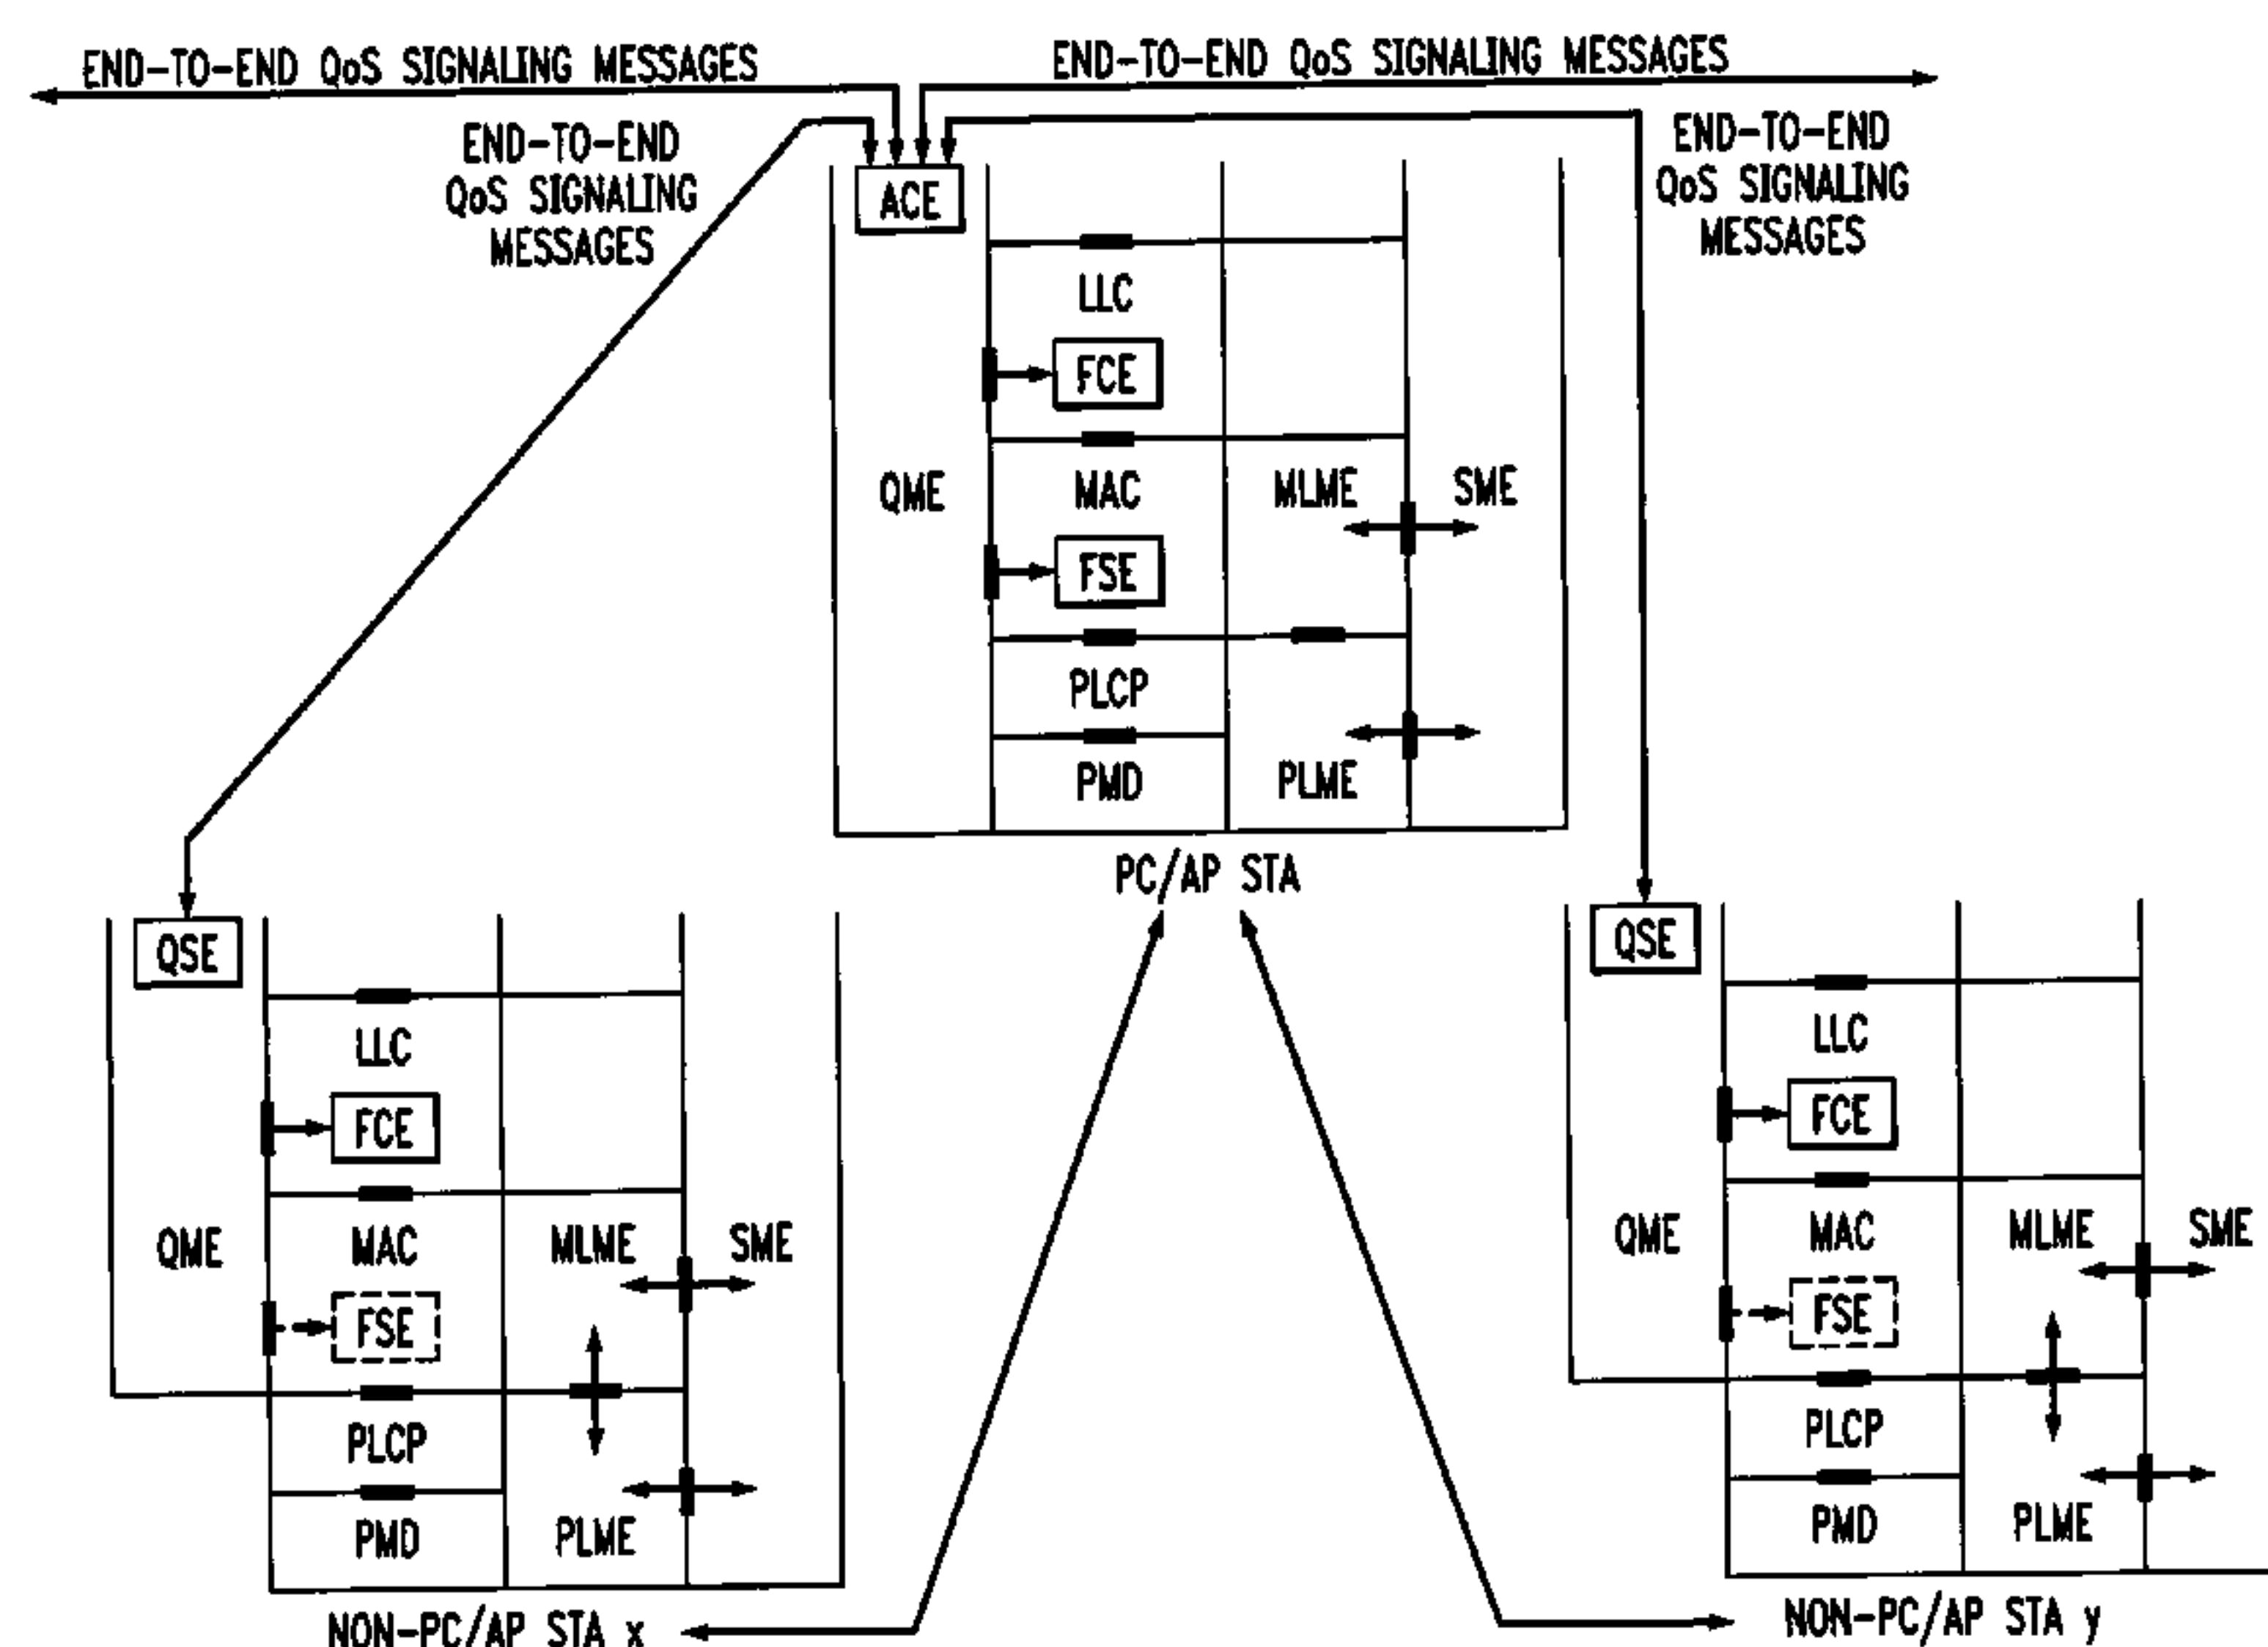 END-TO-END QoS SIGNALING MESSAGES
END-TO-END QoS SIGNALING MESSAGES
END-TO-END
QoS SIGNALING
MESSAGES
END-TO-END
QoS SIGNALING
MESSAGES
ACE
LLC
FCE
QME
MAC
MLME
SME
FSE
PLCP
PMD
PLME
PC/AP STA
QSE
LLC
FCE
QME
MAC
MLME
SME
FSE
PLCP
PMD
PLME
NON-PC/AP STA x
QSE
LLC
FCE
QME
MAC
MLME
SME
FSE
PLCP
PMD
PLME
NON-PC/AP STA y